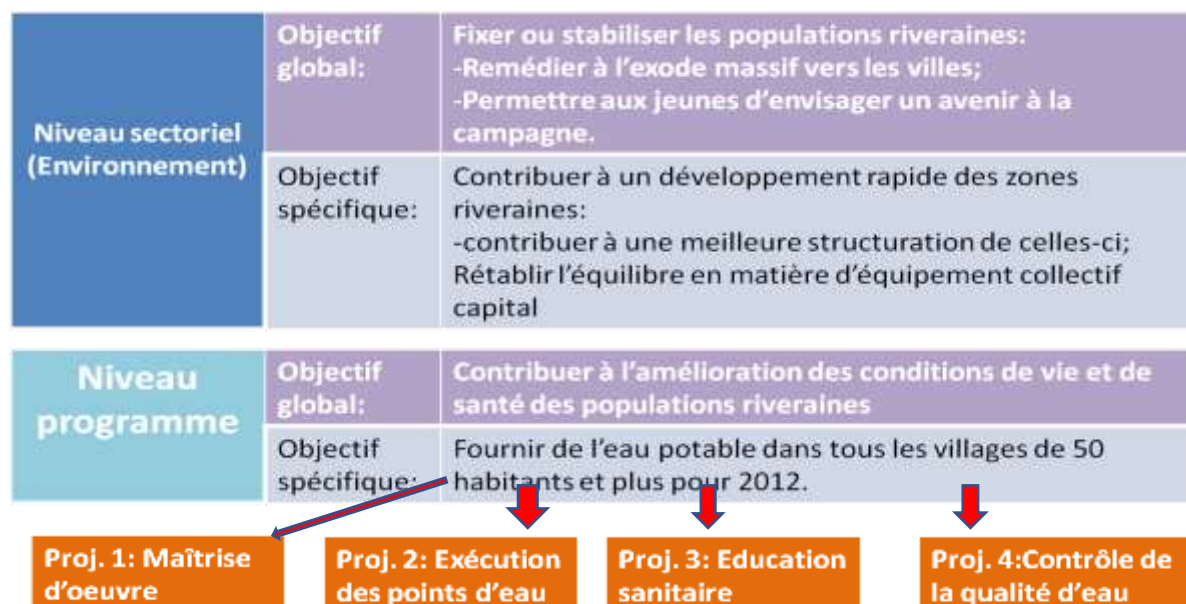 Niveau sectoriel
(Environnement)
Objectif
global:
Fixer ou stabiliser les populations riveraines:
-Remédier à l'exode massif vers les villes;
-Permettre aux jeunes d'envisager un avenir à la
campagne.
Objectif
spécifique:
Contribuer à un développement rapide des zones
riveraines:
-contribuer à une meilleure structuration de celles-ci;
Rétablir l'équilibre en matière d'équipement collectif
capital
Niveau
programme
Objectif
global:
Contribuer à l'amélioration des conditions de vie et de
santé des populations riveraines
Objectif
spécifique:
Fournir de l'eau potable dans tous les villages de 50
habitants et plus pour 2012.
Proj. 1: Maîtrise
d'oeuvre
Proj. 2: Exécution
des points d'eau
Proj. 3: Education
sanitaire
Proj. 4:Contrôle de
la qualité d'eau